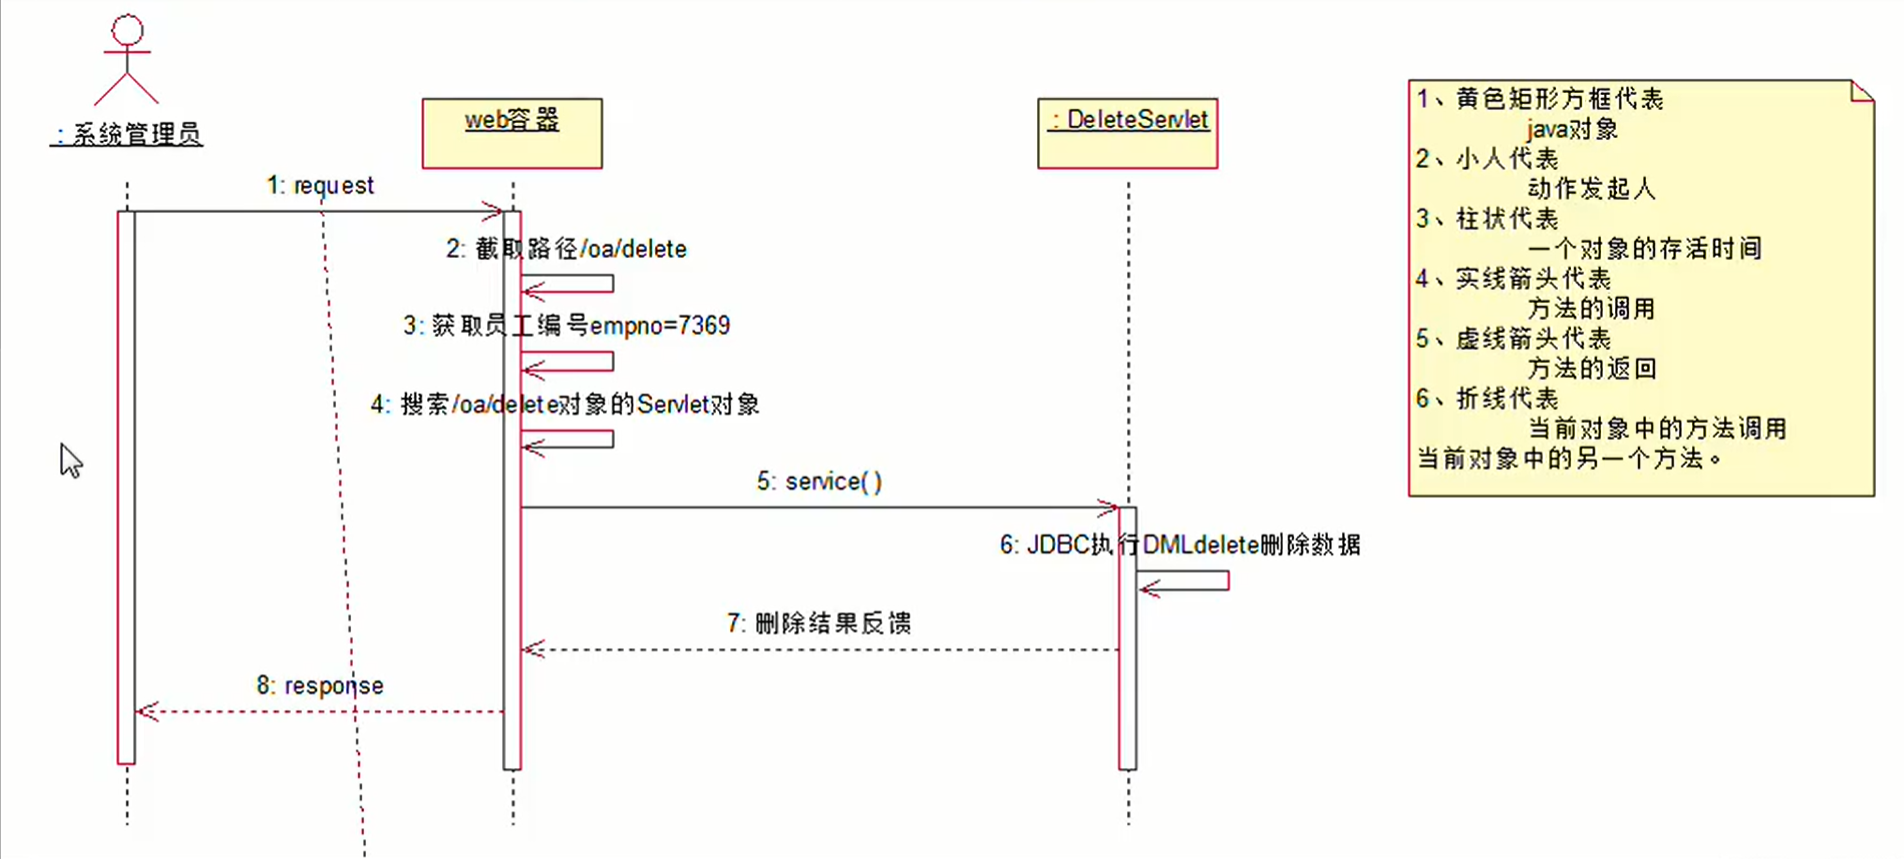 : 系统管理员
web容器
: DeleteServlet
1: request
2: 截取路径/oa/delete
3: 获取员工编号empno=7369
4: 搜索/oa/delete对象的Servlet对象
5: service( )
6: JDBC执行DMLdelete删除数据
7: 删除结果反馈
8: response
1、黄色矩形方框代表
java对象
2、小人代表
动作发起人
3、柱状代表
一个对象的存活时间
4、实线箭头代表
方法的调用
5、虚线箭头代表
方法的返回
6、折线代表
当前对象中的方法调用
当前对象中的另一个方法。